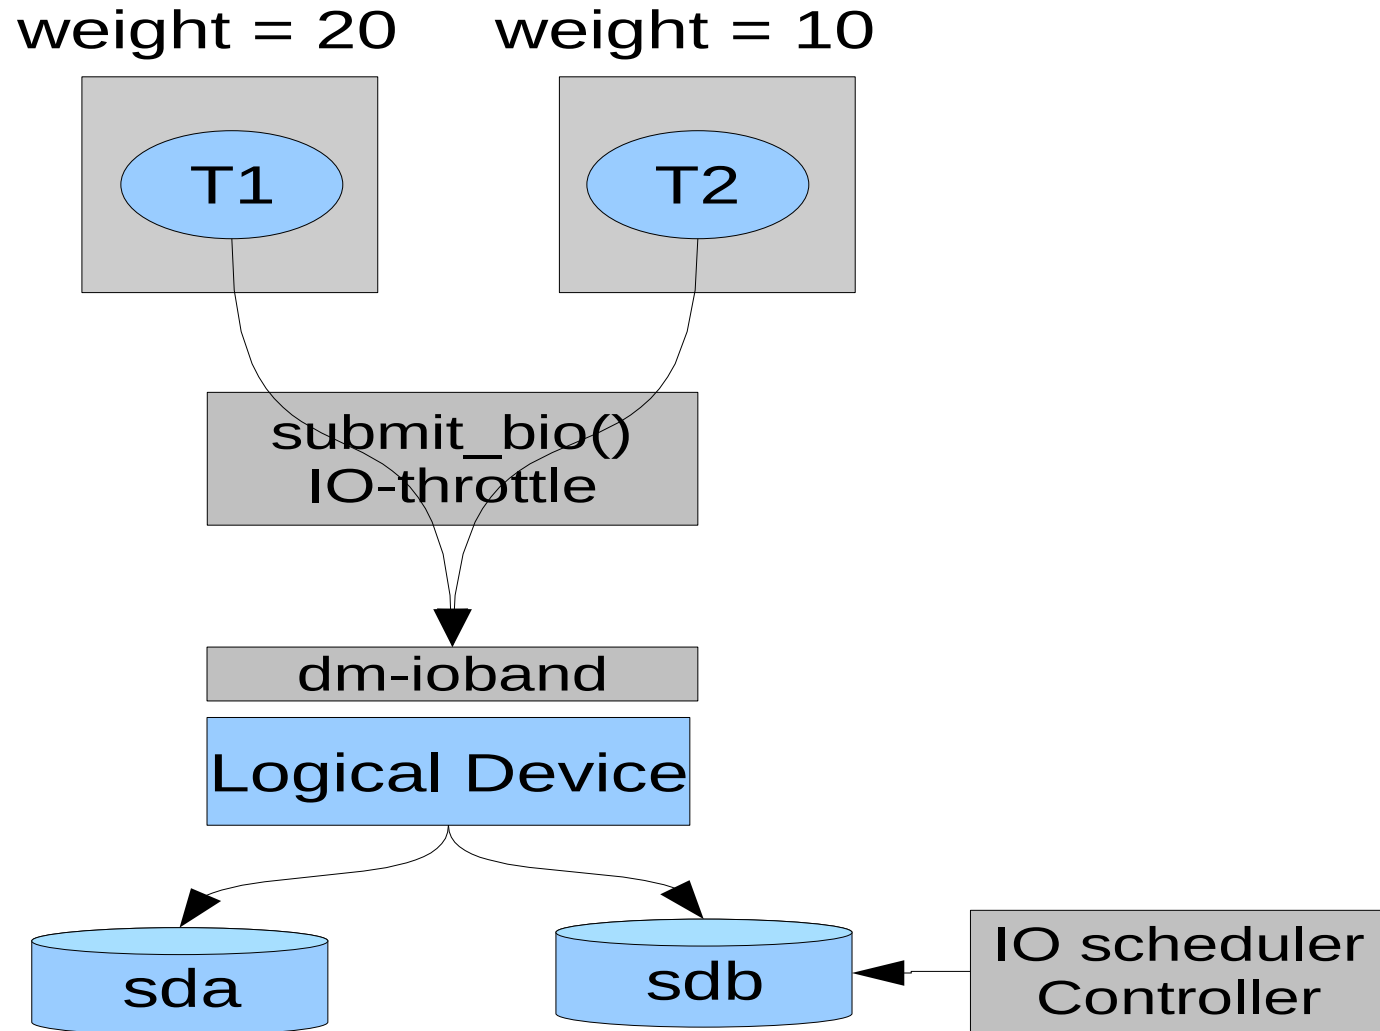 weight = 20
weight = 10
T1
T2
submit_bio()
IO-throttle
dm-ioband
Logical Device
sda
sdb
IO scheduler
Controller